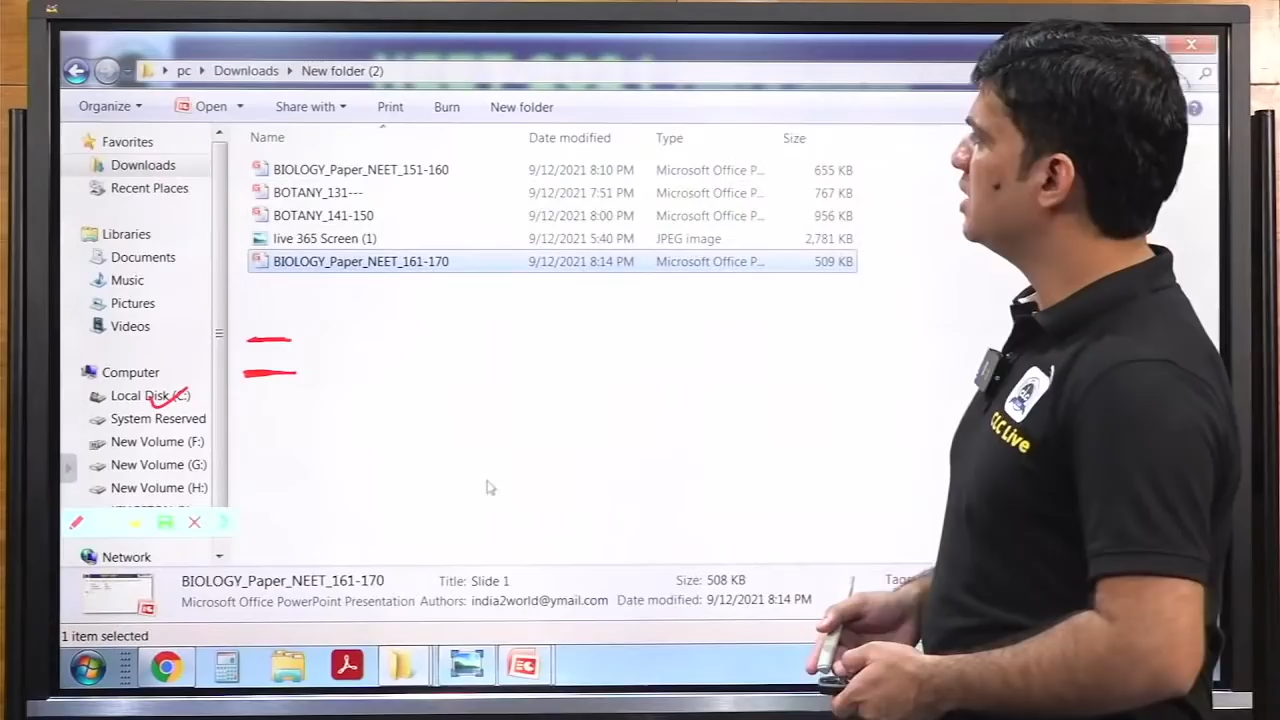 pc Downloads New folder (2)
Organize Open Share with Print Burn New folder
Name Date modified Type Size
Favorites
Downloads
Recent Places
Libraries
Documents
Music
Pictures
Videos
Computer
Local Disk (C:)
System Reserved
New Volume (F:)
New Volume (G:)
New Volume (H:)
Network
BIOLOGY_Paper_NEET_151-160 9/12/2021 8:10 PM Microsoft Office P... 655 KB
BOTANY_131--- 9/12/2021 7:51 PM Microsoft Office P... 767 KB
BOTANY_141-150 9/12/2021 8:00 PM Microsoft Office P... 956 KB
live 365 Screen (1) 9/12/2021 5:40 PM JPEG image 2,781 KB
BIOLOGY_Paper_NEET_161-170 9/12/2021 8:14 PM Microsoft Office P... 509 KB
BIOLOGY_Paper_NEET_161-170 Title: Slide 1 Size: 508 KB Tags
Microsoft Office PowerPoint Presentation Authors: india2world@ymail.com Date modified: 9/12/2021 8:14 PM
1 item selected
CLC Live